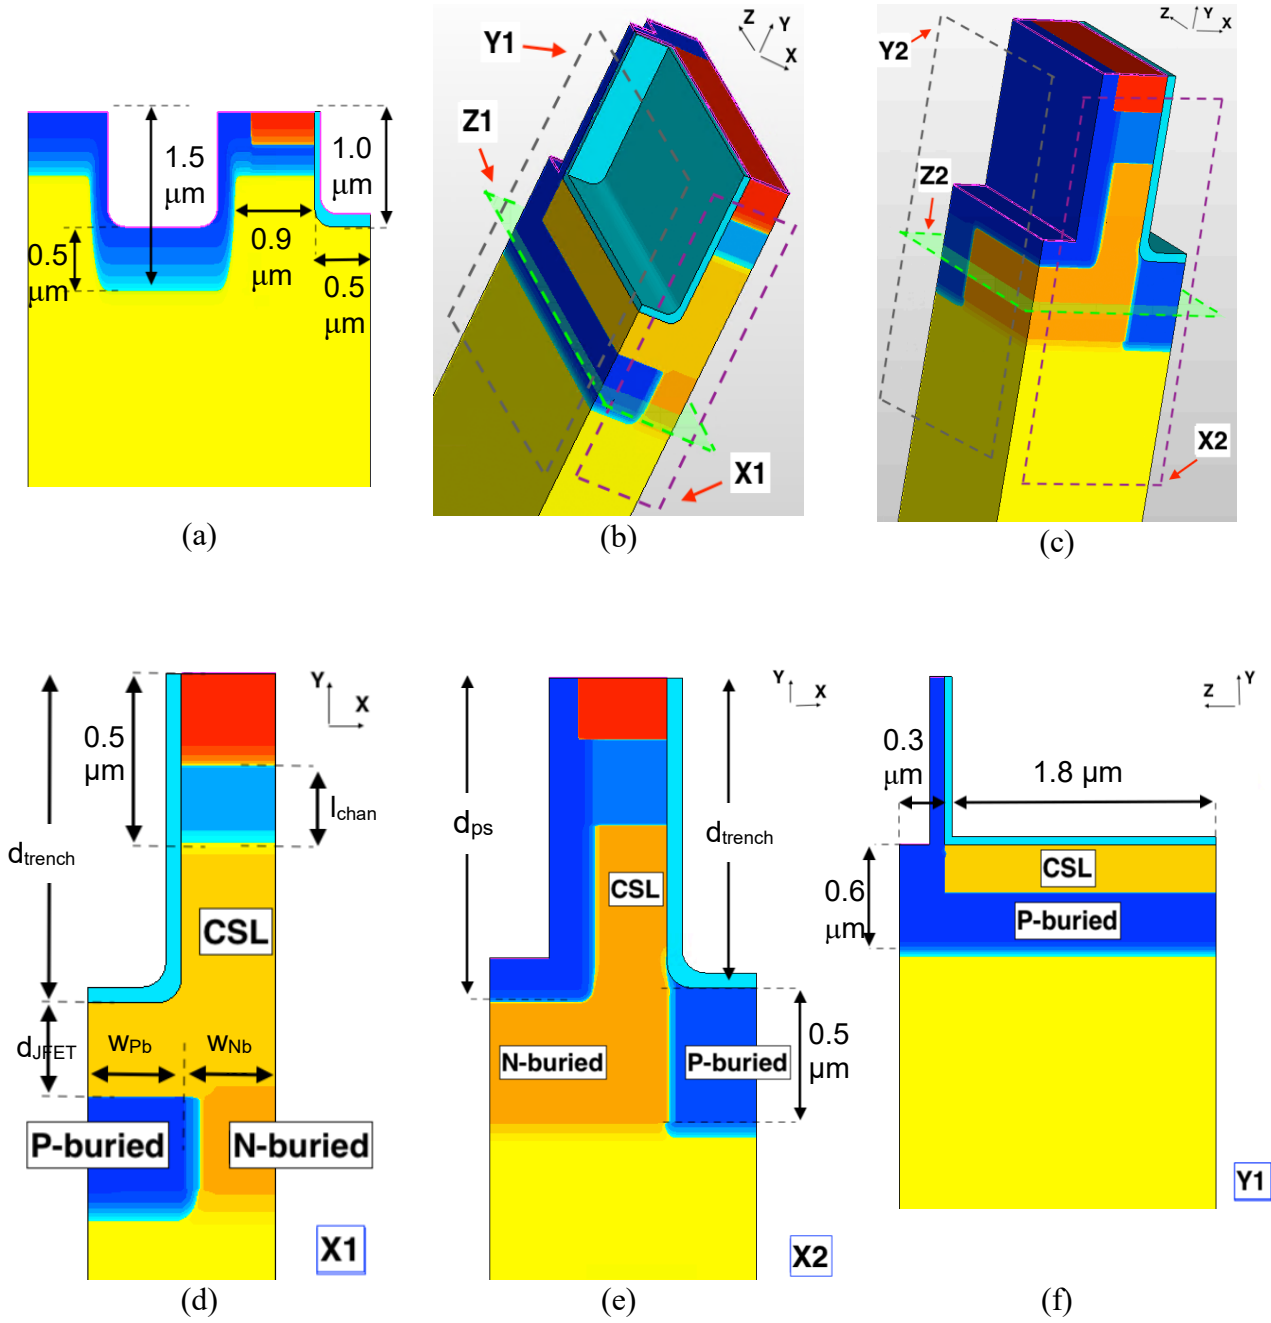 1.5
μm
1.0
μm
0.5
μm
0.9
μm
0.5
μm
(a)
Y1
Z1
X1
Z
Y
X
(b)
Y2
Z2
X2
Z
Y
X
(c)
0.5
μm
d_trench
l_chan
d_JFET
w_Pb
w_Nb
CSL
P-buried
N-buried
Y
X
X1
(d)
d_ps
d_trench
CSL
N-buried
P-buried
0.5
μm
Y
X
X2
(e)
0.3
μm
1.8 μm
0.6
μm
CSL
P-buried
Z
Y
Y1
(f)